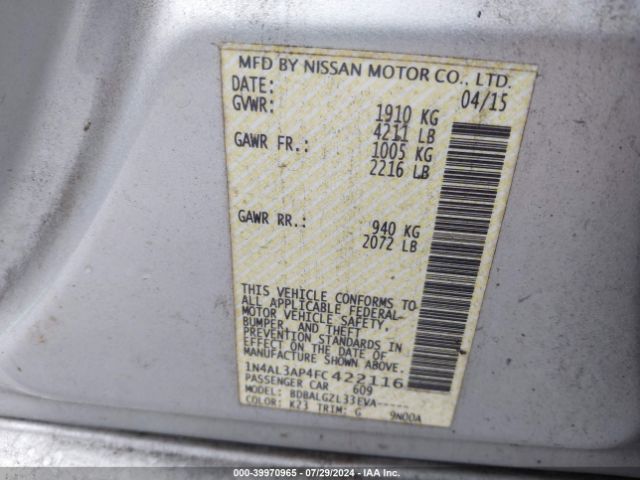 MFD BY NISSAN MOTOR CO., LTD.
DATE: 04/15
GVWR: 1910 KG
4211 LB
GAWR FR.: 1005 KG
2216 LB
GAWR RR.: 940 KG
2072 LB
THIS VEHICLE CONFORMS TO
ALL APPLICABLE FEDERAL
MOTOR VEHICLE SAFETY,
BUMPER, AND THEFT
PREVENTION STANDARDS IN
EFFECT ON THE DATE OF
MANUFACTURE SHOWN ABOVE.
1N4AL3AP4FC422116
PASSENGER CAR 609
MODEL: BDBALGZL33EVA-----
COLOR: K23 TRIM: G 9N00A
000-39970965 | 07/29/2024 | IAA Inc.